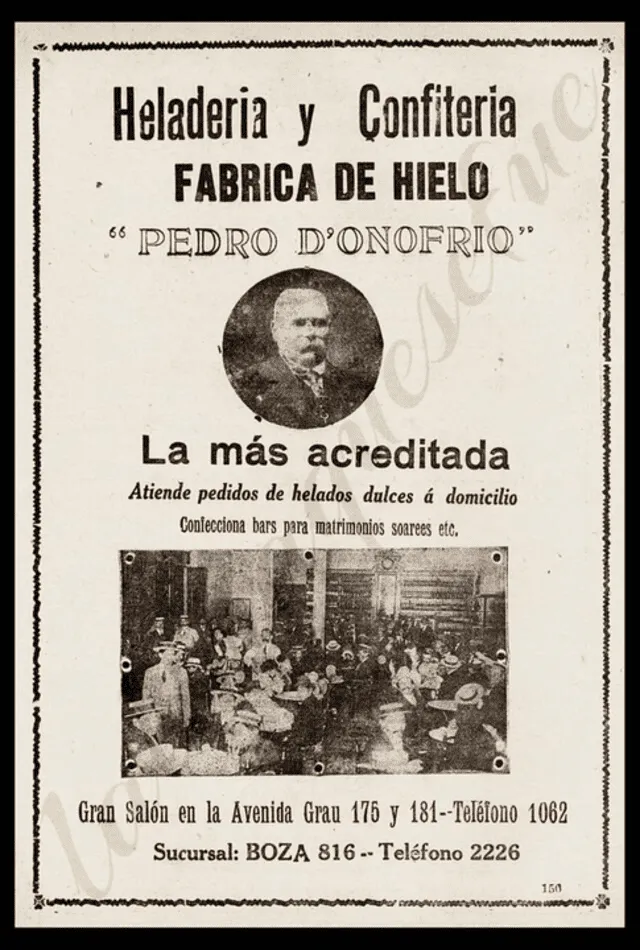 Heladeria y Confiteria
FABRICA DE HIELO
“PEDRO D’ONOFRIO”
La más acreditada
Atiende pedidos de helados dulces á domicilio
Confecciona bars para matrimonios soarees etc.
Gran Salón en la Avenida Grau 175 y 181--Teléfono 1062
Sucursal: BOZA 816 -- Teléfono 2226
150